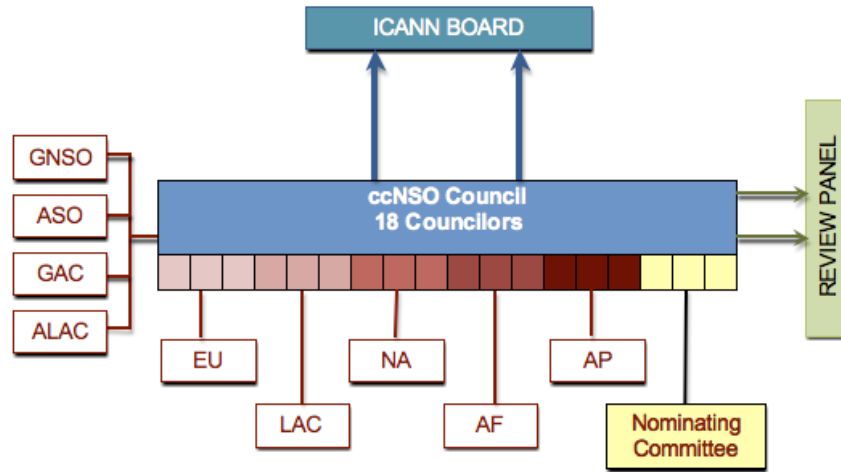 ICANN BOARD
GNSO
ASO
GAC
ALAC
ccNSO Council
18 Councilors
REVIEW PANEL
EU
NA
AP
LAC
AF
Nominating
Committee